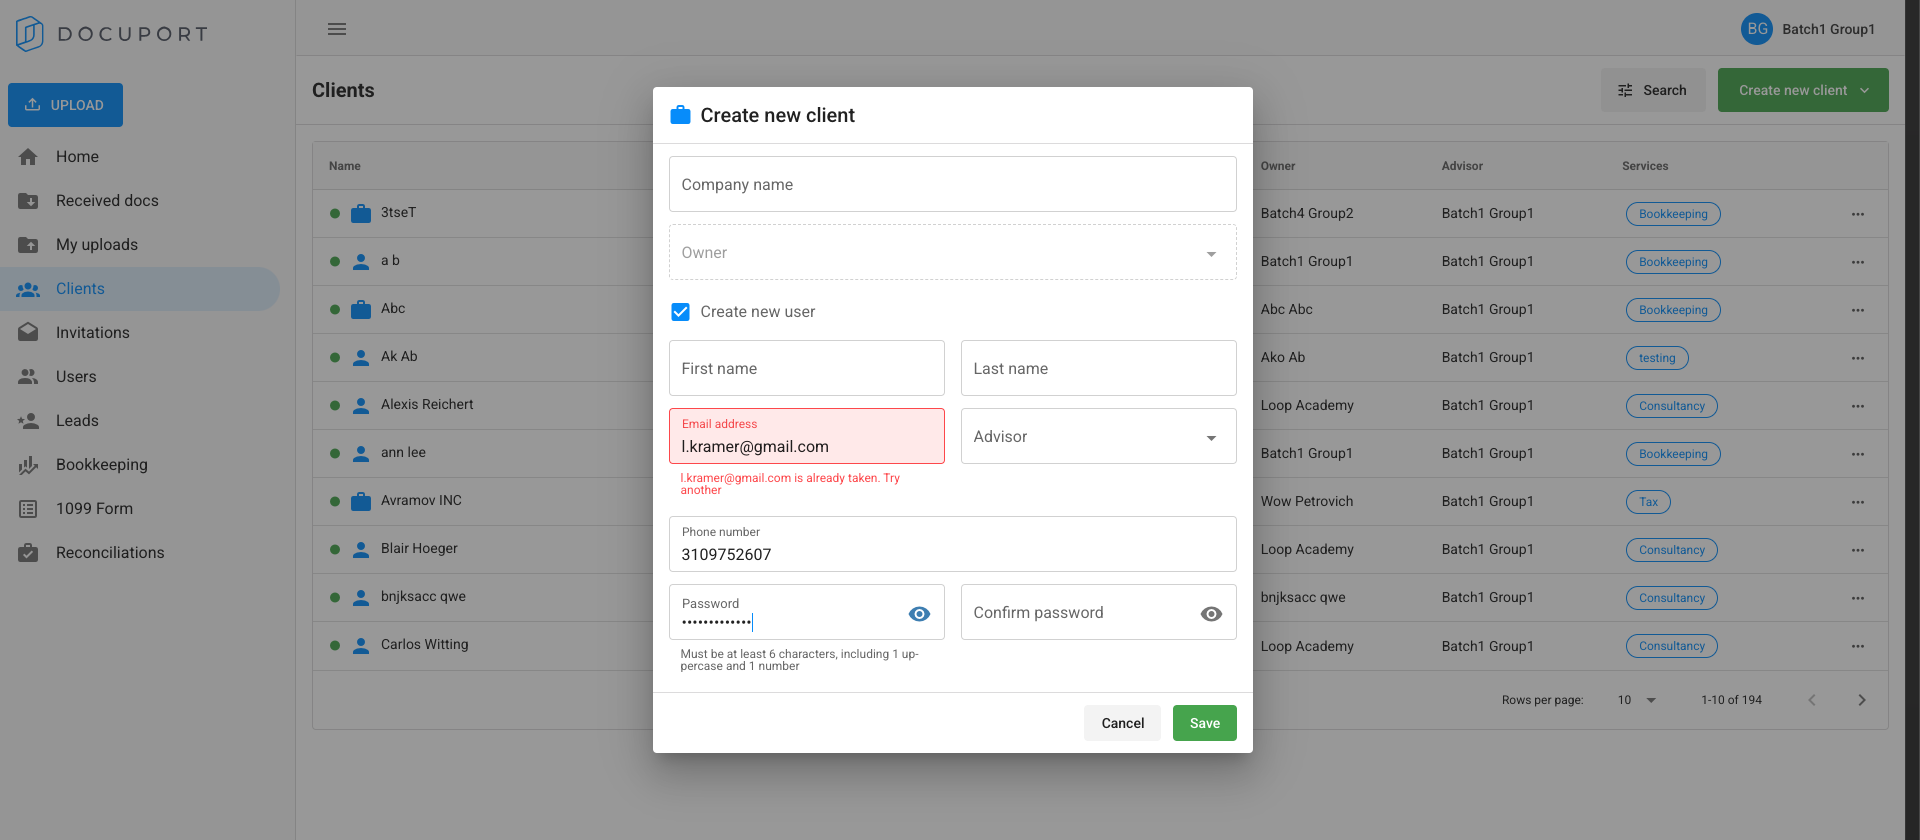 DOCUPORT
BG
Batch1 Group1
UPLOAD
Home
Received docs
My uploads
Clients
Invitations
Users
Leads
Bookkeeping
1099 Form
Reconciliations
Clients
Search
Create new client
Name
Owner
Advisor
Services
3tseT
Batch4 Group2
Batch1 Group1
Bookkeeping
a b
Batch1 Group1
Batch1 Group1
Bookkeeping
Abc
Abc Abc
Batch1 Group1
Bookkeeping
Ak Ab
Ako Ab
Batch1 Group1
testing
Alexis Reichert
Loop Academy
Batch1 Group1
Consultancy
ann lee
Batch1 Group1
Batch1 Group1
Bookkeeping
Avramov INC
Wow Petrovich
Batch1 Group1
Tax
Blair Hoeger
Loop Academy
Batch1 Group1
Consultancy
bnjksacc qwe
bnjksacc qwe
Batch1 Group1
Bookkeeping
Carlos Witting
Loop Academy
Batch1 Group1
Consultancy
Rows per page:
10
1-10 of 194
Create new client
Company name
Owner
Create new user
First name
Last name
Email address
l.kramer@gmail.com
l.kramer@gmail.com is already taken. Try
another
Advisor
Phone number
3109752607
Password
•••••••••••••
Must be at least 6 characters, including 1 up-
percase and 1 number
Confirm password
Cancel
Save